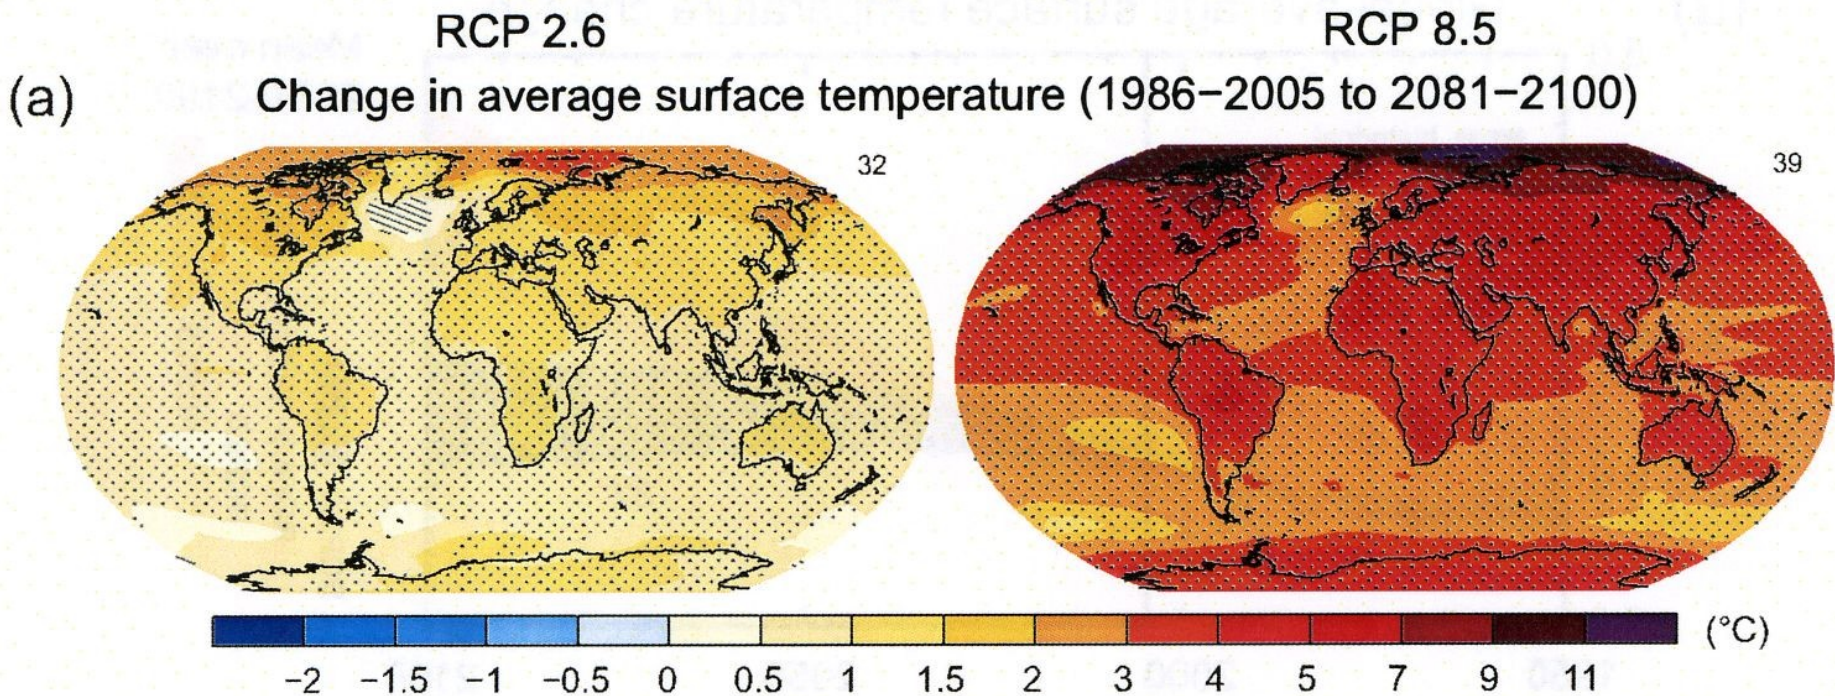 RCP 2.6 RCP 8.5
(a) Change in average surface temperature (1986−2005 to 2081−2100)
32 39
−2 −1.5 −1 −0.5 0 0.5 1 1.5 2 3 4 5 7 9 11 (°C)